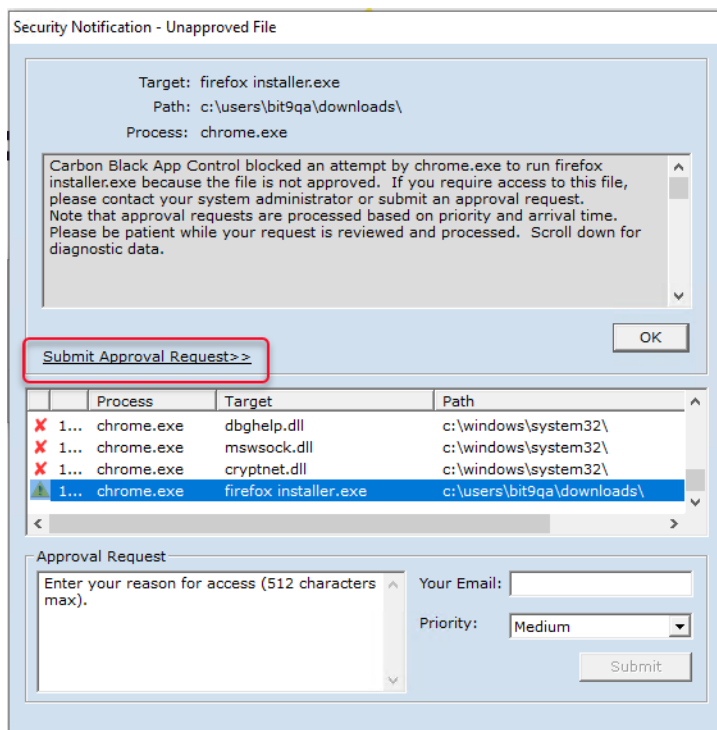 Security Notification - Unapproved File
Target: firefox installer.exe
Path: c:\users\bit9qa\downloads\
Process: chrome.exe
Carbon Black App Control blocked an attempt by chrome.exe to run firefox
installer.exe because the file is not approved.  If you require access to this file,
please contact your system administrator or submit an approval request.
Note that approval requests are processed based on priority and arrival time.
Please be patient while your request is reviewed and processed.  Scroll down for
diagnostic data.
OK
Submit Approval Request>>
Process Target Path
1... chrome.exe dbghelp.dll c:\windows\system32\
1... chrome.exe mswsock.dll c:\windows\system32\
1... chrome.exe cryptnet.dll c:\windows\system32\
1... chrome.exe firefox installer.exe c:\users\bit9qa\downloads\
Approval Request
Enter your reason for access (512 characters
max).
Your Email:
Priority: Medium
Submit